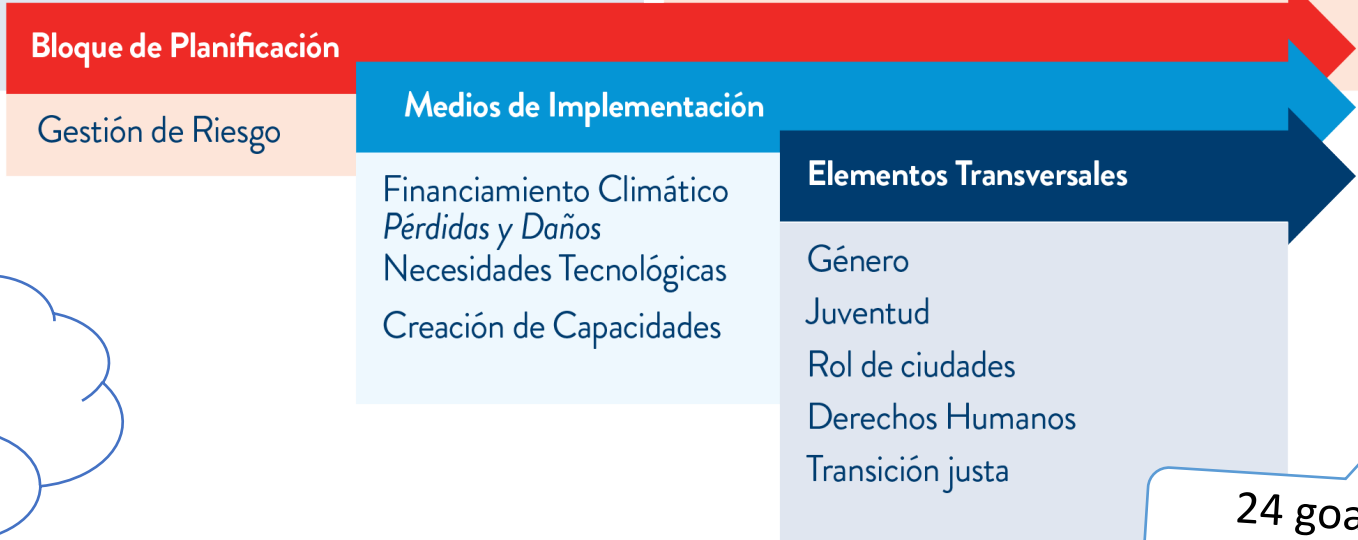 Bloque de Planificación
Gestión de Riesgo
Medios de Implementación
Financiamiento Climático
Pérdidas y Daños
Necesidades Tecnológicas
Creación de Capacidades
Elementos Transversales
Género
Juventud
Rol de ciudades
Derechos Humanos
Transición justa
24